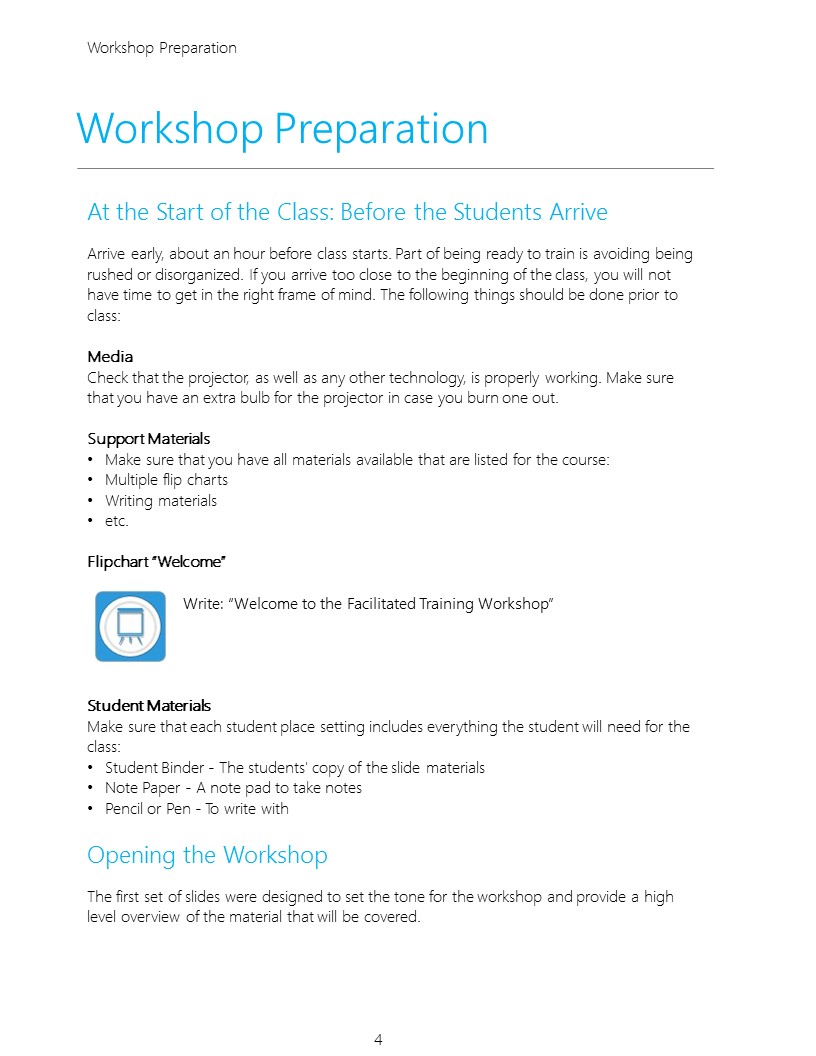 Workshop Preparation
Workshop Preparation
At the Start of the Class: Before the Students Arrive
Arrive early, about an hour before class starts. Part of being ready to train is avoiding being
rushed or disorganized. If you arrive too close to the beginning of the class, you will not
have time to get in the right frame of mind. The following things should be done prior to
class:
Media
Check that the projector, as well as any other technology, is properly working. Make sure
that you have an extra bulb for the projector in case you burn one out.
Support Materials
• Make sure that you have all materials available that are listed for the course:
• Multiple flip charts
• Writing materials
• etc.
Flipchart “Welcome”
Write: “Welcome to the Facilitated Training Workshop”
Student Materials
Make sure that each student place setting includes everything the student will need for the
class:
• Student Binder - The students' copy of the slide materials
• Note Paper - A note pad to take notes
• Pencil or Pen - To write with
Opening the Workshop
The first set of slides were designed to set the tone for the workshop and provide a high
level overview of the material that will be covered.
4